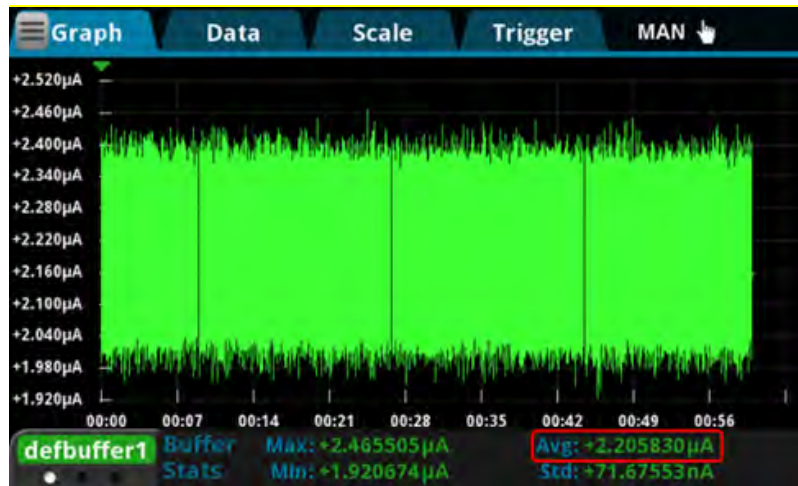 Graph Data Scale Trigger MAN
+2.520µA
+2.460µA
+2.400µA
+2.340µA
+2.280µA
+2.220µA
+2.160µA
+2.100µA
+2.040µA
+1.980µA
+1.920µA
00:00 00:07 00:14 00:21 00:28 00:35 00:42 00:49 00:56
defbuffer1 Buffer Max: +2.465505µA Avg: +2.205830µA
Stats Min: +1.920674µA Std: +71.67553nA